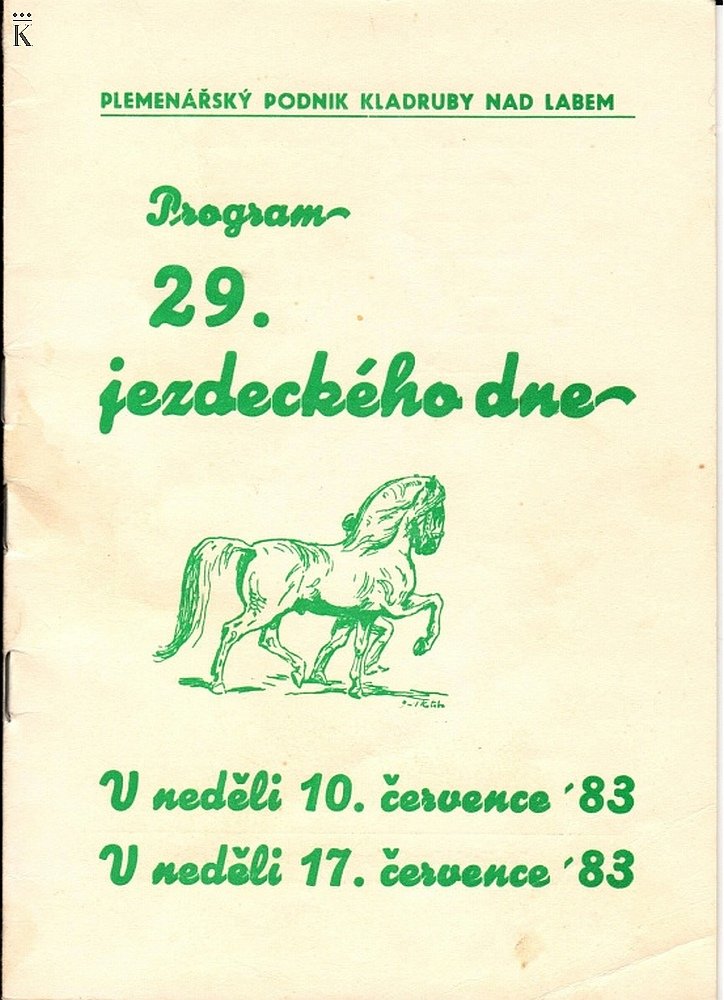 K
PLEMENÁŘSKÝ PODNIK KLADRUBY NAD LABEM
Program
29.
jezdeckého dne
V neděli 10. července ´83
V neděli 17. července ´83